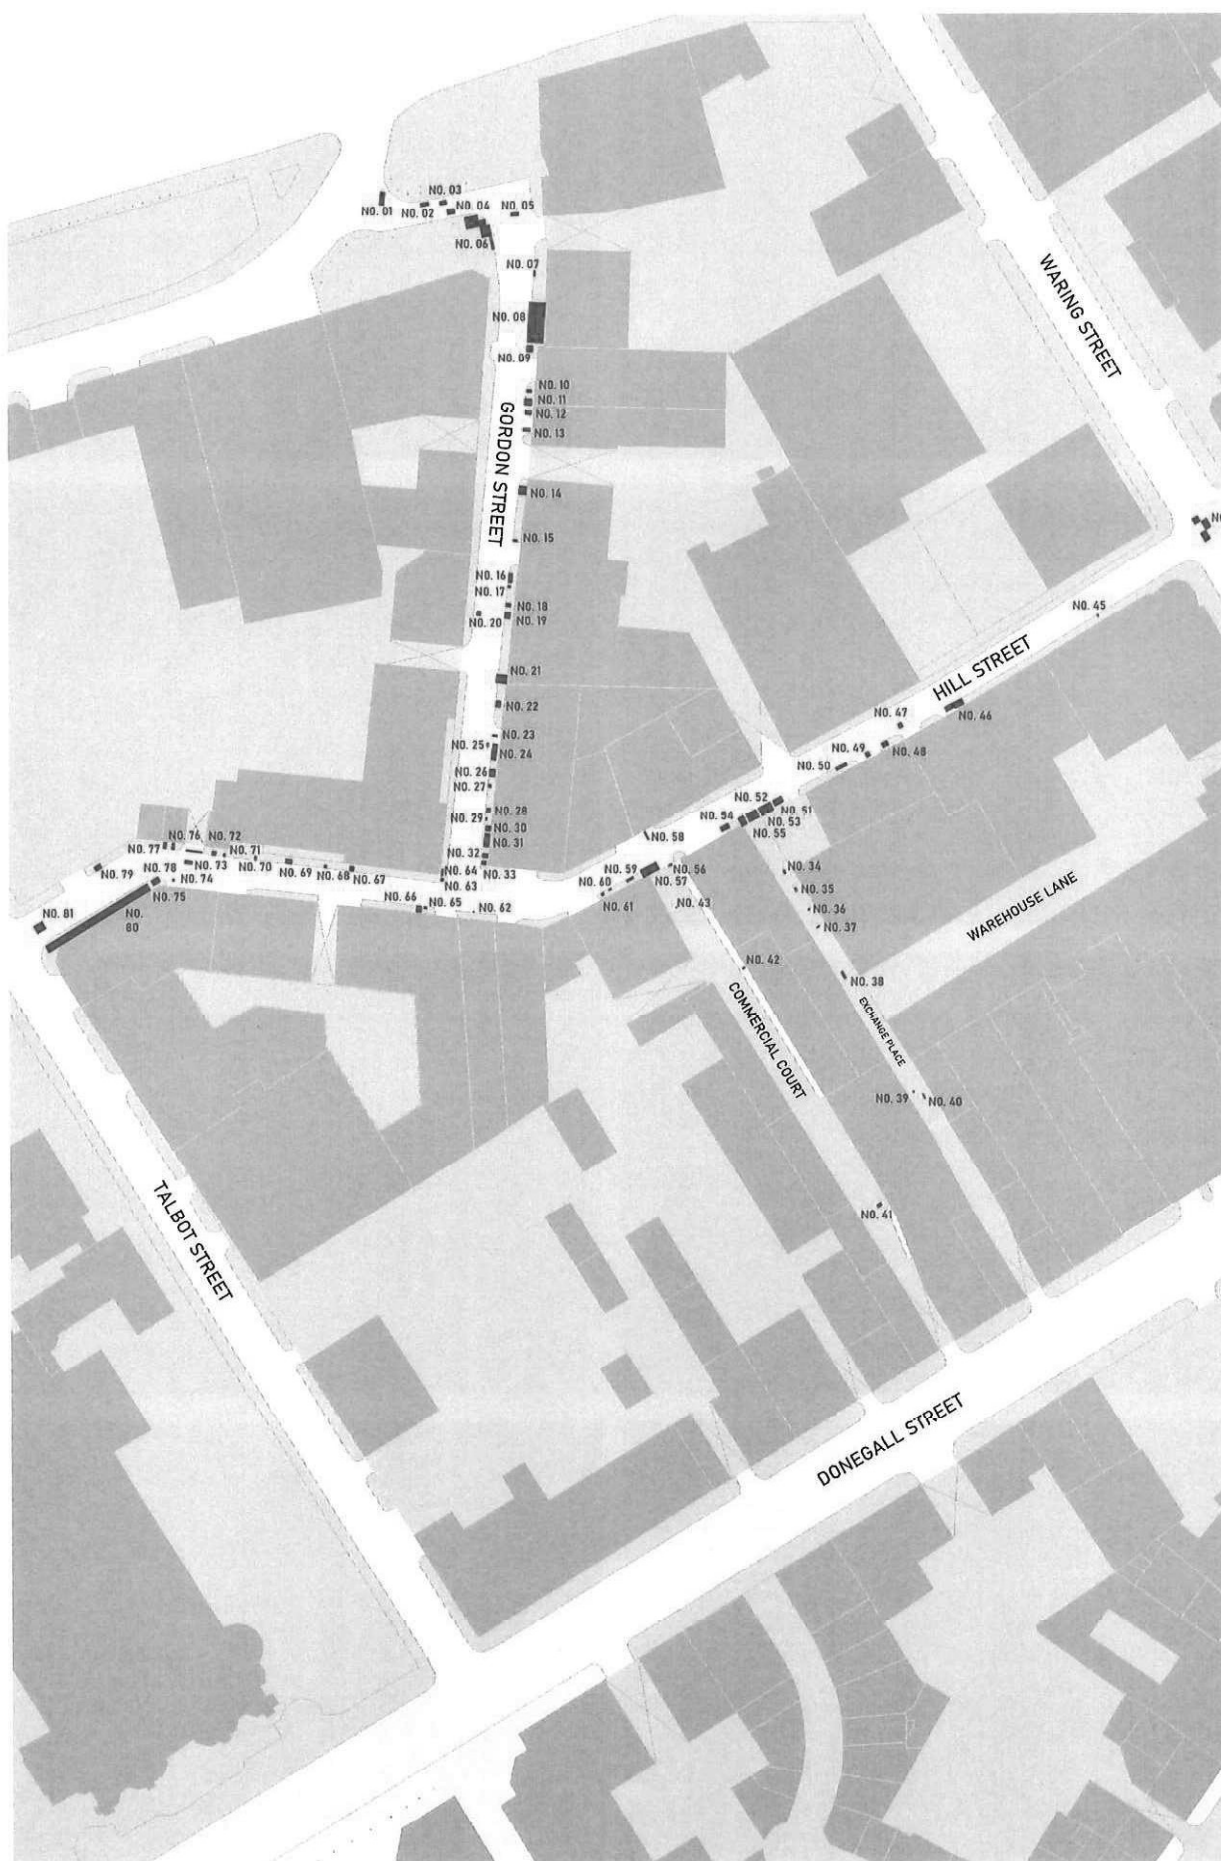 NO. 03
NO. 01
NO. 02
NO. 04
NO. 05
NO. 06
NO. 07
NO. 08
NO. 09
NO. 10
NO. 11
NO. 12
NO. 13
GORDON STREET
NO. 14
NO. 15
NO. 16
NO. 17
NO. 18
NO. 19
NO. 20
NO. 21
NO. 22
NO. 23
NO. 25
NO. 24
NO. 26
NO. 27
NO. 28
NO. 29
NO. 30
NO. 31
NO. 32
NO. 33
NO. 64
NO. 63
WARING STREET
NO. 45
HILL STREET
NO. 46
NO. 47
NO. 48
NO. 49
NO. 50
NO. 52
NO. 51
NO. 54
NO. 53
NO. 55
NO. 58
NO. 56
NO. 59
NO. 57
NO. 60
NO. 61
NO. 43
NO. 34
NO. 35
NO. 36
NO. 37
NO. 38
WAREHOUSE LANE
NO. 42
COMMERCIAL COURT
EXCHANGE PLACE
NO. 39
NO. 40
NO. 41
NO. 62
NO. 66
NO. 65
NO. 67
NO. 68
NO. 69
NO. 70
NO. 71
NO. 72
NO. 76
NO. 77
NO. 73
NO. 78
NO. 74
NO. 75
NO. 79
NO.
80
NO. 81
TALBOT STREET
DONEGALL STREET